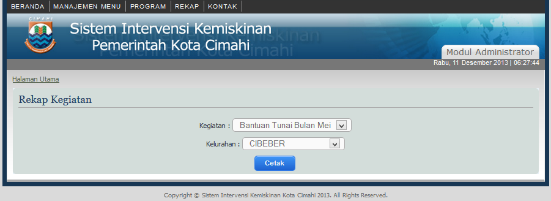 BERANDA MANAJEMEN MENU PROGRAM REKAP KONTAK
Sistem Intervensi Kemiskinan
Pemerintah Kota Cimahi
Modul Administrator
Rabu, 11 Desember 2013 | 06:27:44
Halaman Utama
Rekap Kegiatan
Kegiatan : Bantuan Tunai Bulan Mei
Kelurahan : CIBEBER
Cetak
Copyright @ Sistem Intervensi Kemiskinan Kota Cimahi 2013. All Rights Reserved.